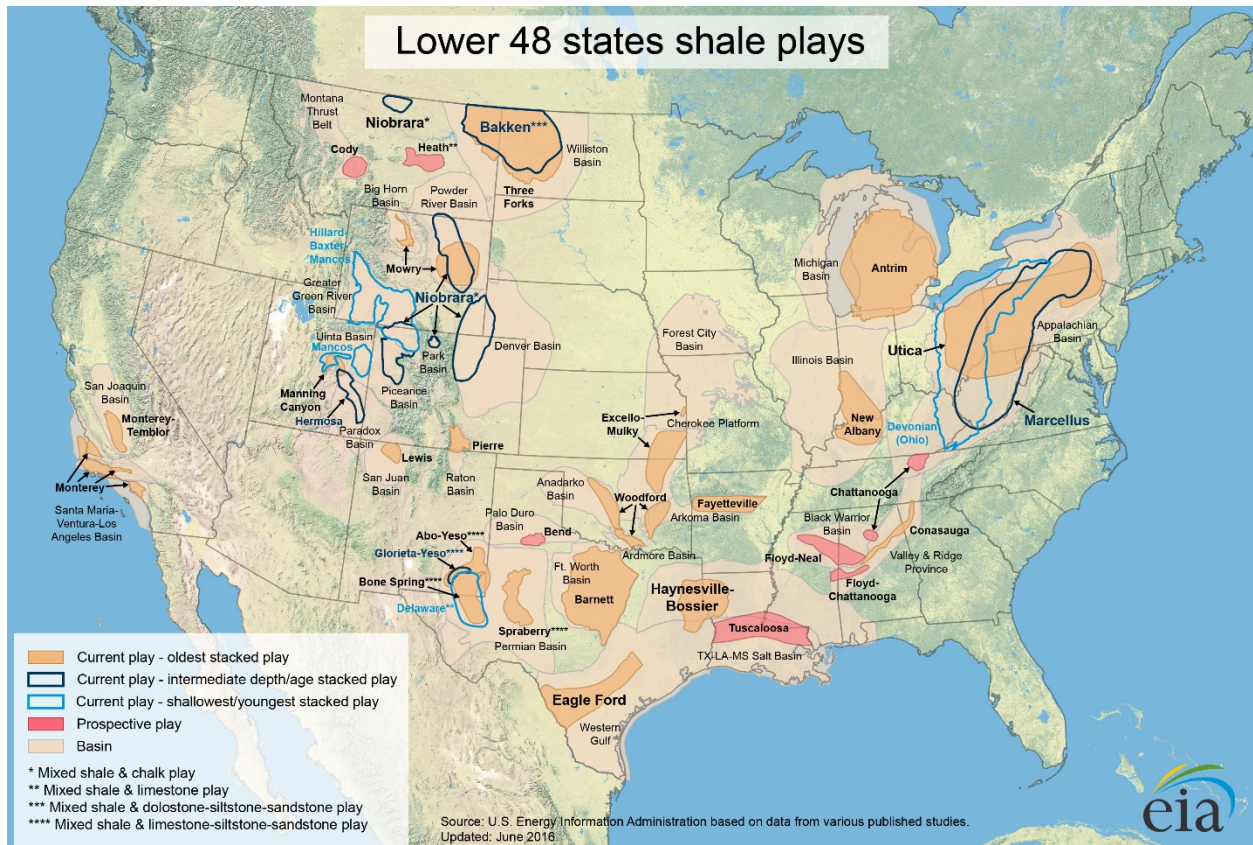 Lower 48 states shale plays
Montana
Thrust
Belt
Niobrara*
Bakken***
Williston
Basin
Cody
Heath**
Big Horn
Basin
Powder
River Basin
Three
Forks
Hillard-
Baxter-
Mancos
Mowry
Greater
Green River
Basin
Niobrara*
Uinta Basin
Mancos
Park
Basin
Denver Basin
Manning
Canyon
Hermosa
Piceance
Basin
Paradox
Basin
San Joaquin
Basin
Monterey-
Temblor
Monterey
Santa Maria-
Ventura-Los
Angeles Basin
Lewis
San Juan
Basin
Pierre
Raton
Basin
Forest City
Basin
Excello-
Mulky
Cherokee Platform
Michigan
Basin
Antrim
Illinois Basin
New
Albany
Utica
Appalachian
Basin
Devonian
(Ohio)
Marcellus
Anadarko
Basin
Woodford
Fayetteville
Arkoma Basin
Chattanooga
Black Warrior
Basin
Conasauga
Floyd-Neal
Valley & Ridge
Province
Floyd-
Chattanooga
Palo Duro
Basin
Bend
Ardmore Basin
Abo-Yeso****
Glorieta-Yeso****
Bone Spring****
Delaware**
Ft. Worth
Basin
Barnett
Haynesville-
Bossier
Spraberry****
Permian Basin
Tuscaloosa
TX-LA-MS Salt Basin
Eagle Ford
Western
Gulf
Current play - oldest stacked play
Current play - intermediate depth/age stacked play
Current play - shallowest/youngest stacked play
Prospective play
Basin
* Mixed shale & chalk play
** Mixed shale & limestone play
*** Mixed shale & dolostone-siltstone-sandstone play
**** Mixed shale & limestone-siltstone-sandstone play
Source: U.S. Energy Information Administration based on data from various published studies.
Updated: June 2016
eia